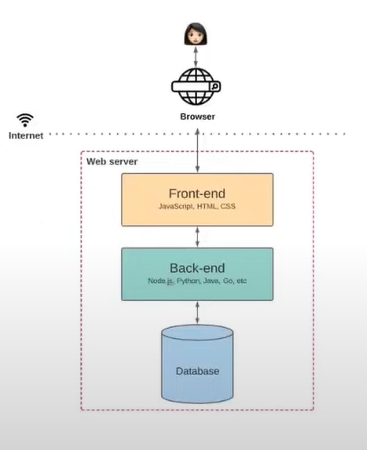 Browser
Internet
Web server
Front-end
JavaScript, HTML, CSS
Back-end
Node.js, Python, Java, Go, etc
Database